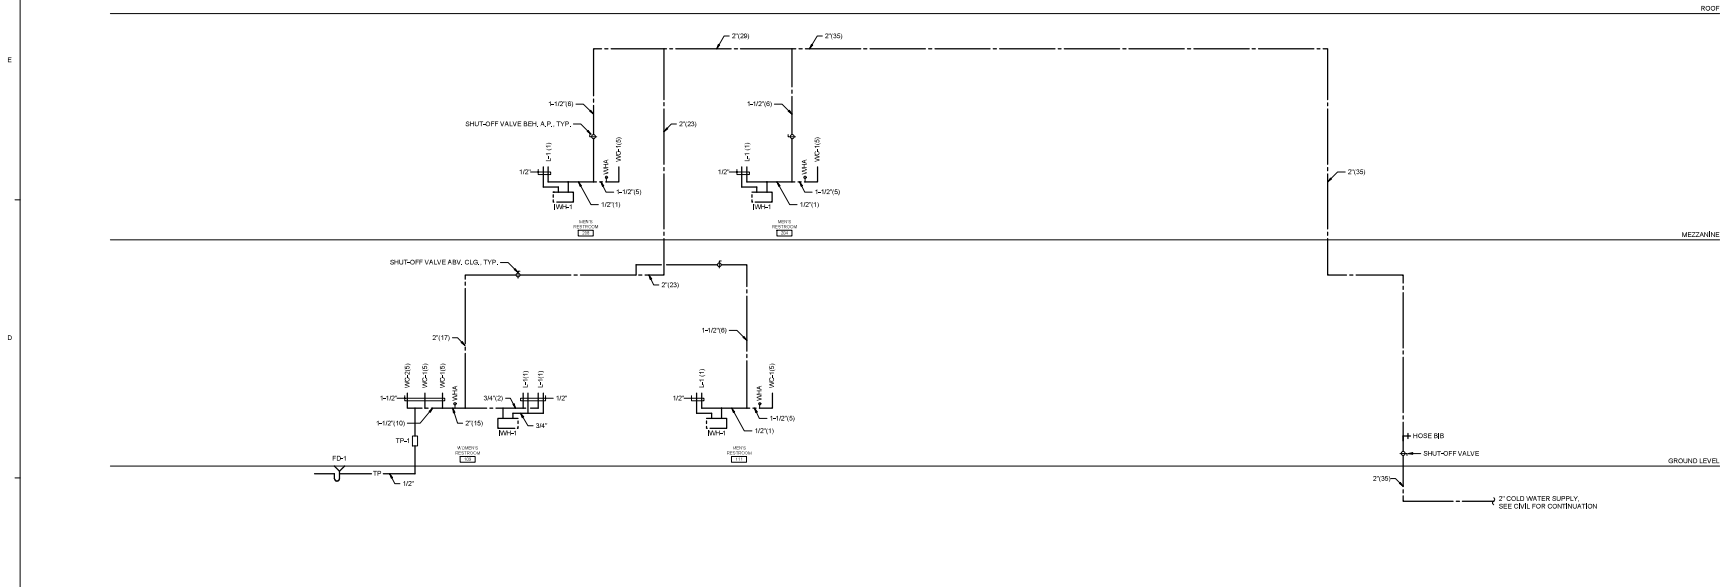 ROOF
2"(29)
2"(35)
E
1-1/2"(6)
1-1/2"(6)
SHUT-OFF VALVE BEH. A.P., TYP.
2"(23)
L-1 (1)
WHA
WC-1(5)
L-1 (1)
WHA
WC-1(5)
1/2"
1/2"
2"(35)
1-1/2"(5)
1-1/2"(5)
1/2"(1)
1/2"(1)
IWH-1
IWH-1
MEN'S
RESTROOM
MEN'S
RESTROOM
204
MEZZANINE
SHUT-OFF VALVE ABV. CLG., TYP.
2"(23)
D
2"(17)
1-1/2"(6)
WC-2(5)
WC-1(5)
WC-1(5)
WHA
L-1(1)
L-1(1)
L-1 (1)
WHA
WC-1(5)
1-1/2"
3/4"(2)
1/2"
1/2"
1-1/2"(10)
2"(15)
3/4"
1-1/2"(5)
IWH-1
IWH-1
1/2"(1)
TP-1
HOSE BIB
WOMEN'S
RESTROOM
MEN'S
RESTROOM
111
SHUT-OFF VALVE
FD-1
GROUND LEVEL
TP
1/2"
2"(35)
2" COLD WATER SUPPLY,
SEE CIVIL FOR CONTINUATION